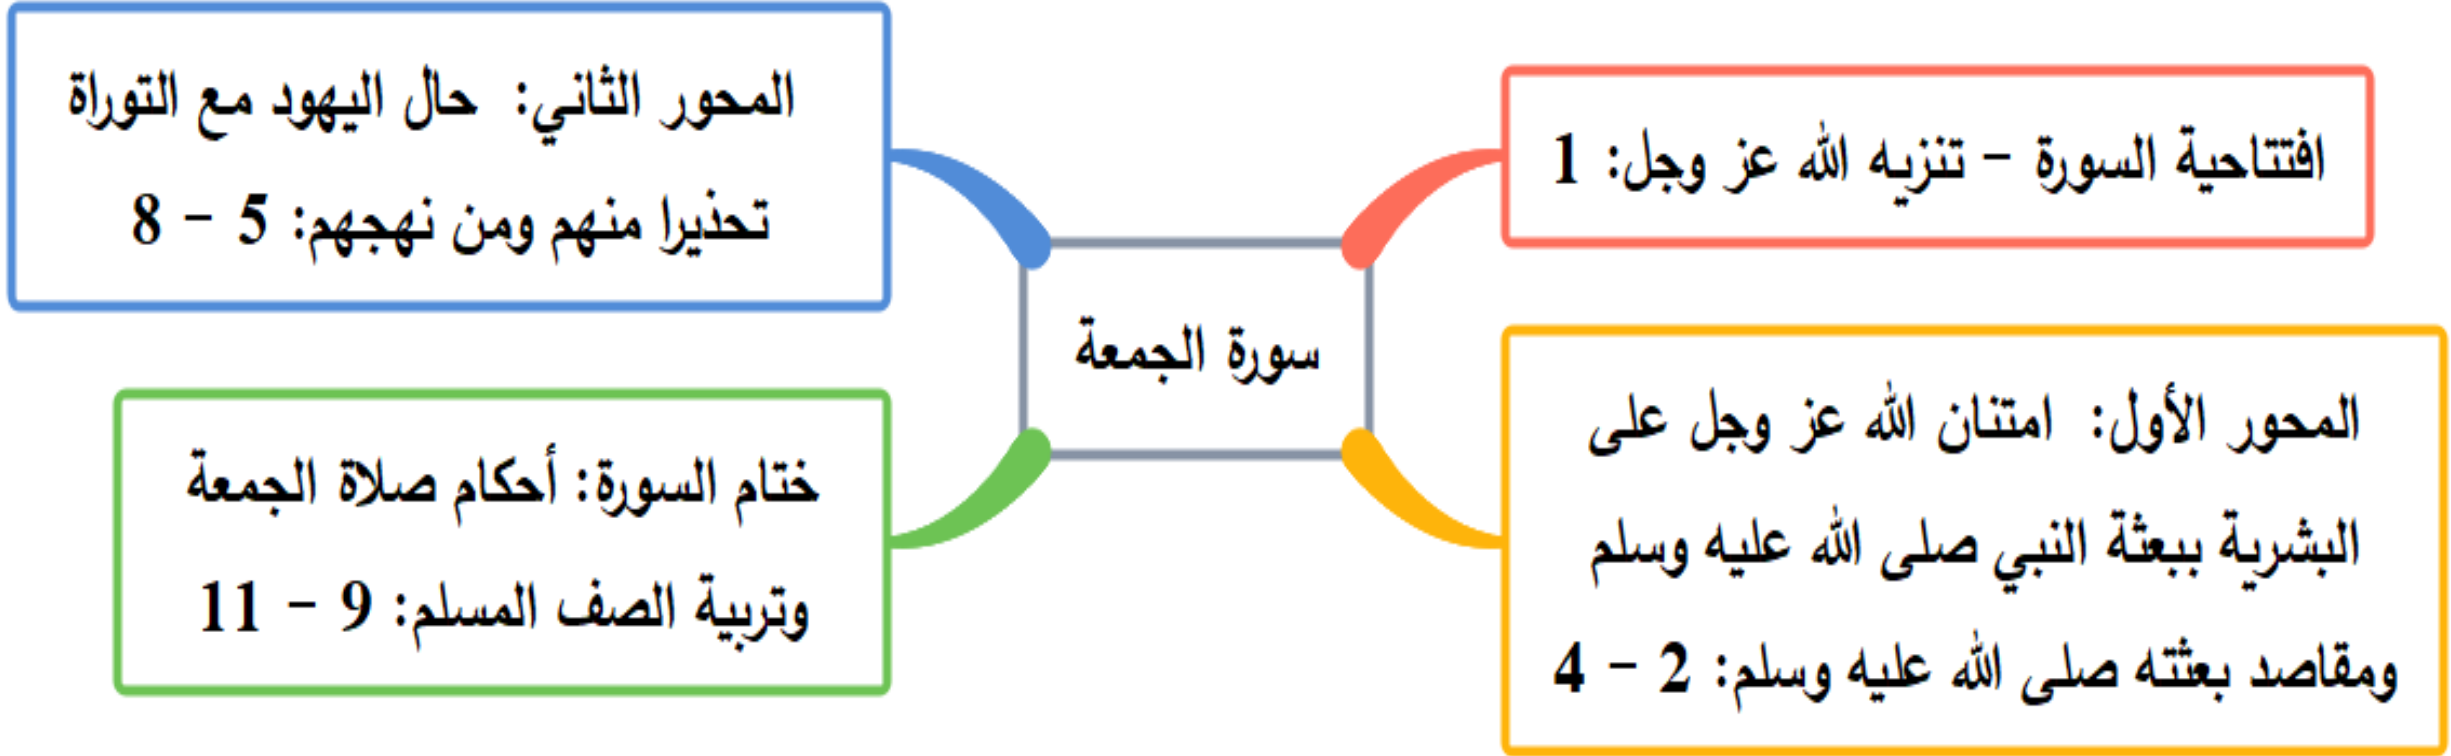 سورة الجمعة
افتتاحية السورة - تنزيه الله عز وجل: 1
المحور الأول: امتنان الله عز وجل على
البشرية ببعثة النبي صلى الله عليه وسلم
ومقاصد بعثته صلى الله عليه وسلم: 2 - 4
المحور الثاني: حال اليهود مع التوراة
تحذيرا منهم ومن نهجهم: 5 - 8
ختام السورة: أحكام صلاة الجمعة
وتربية الصف المسلم: 9 - 11